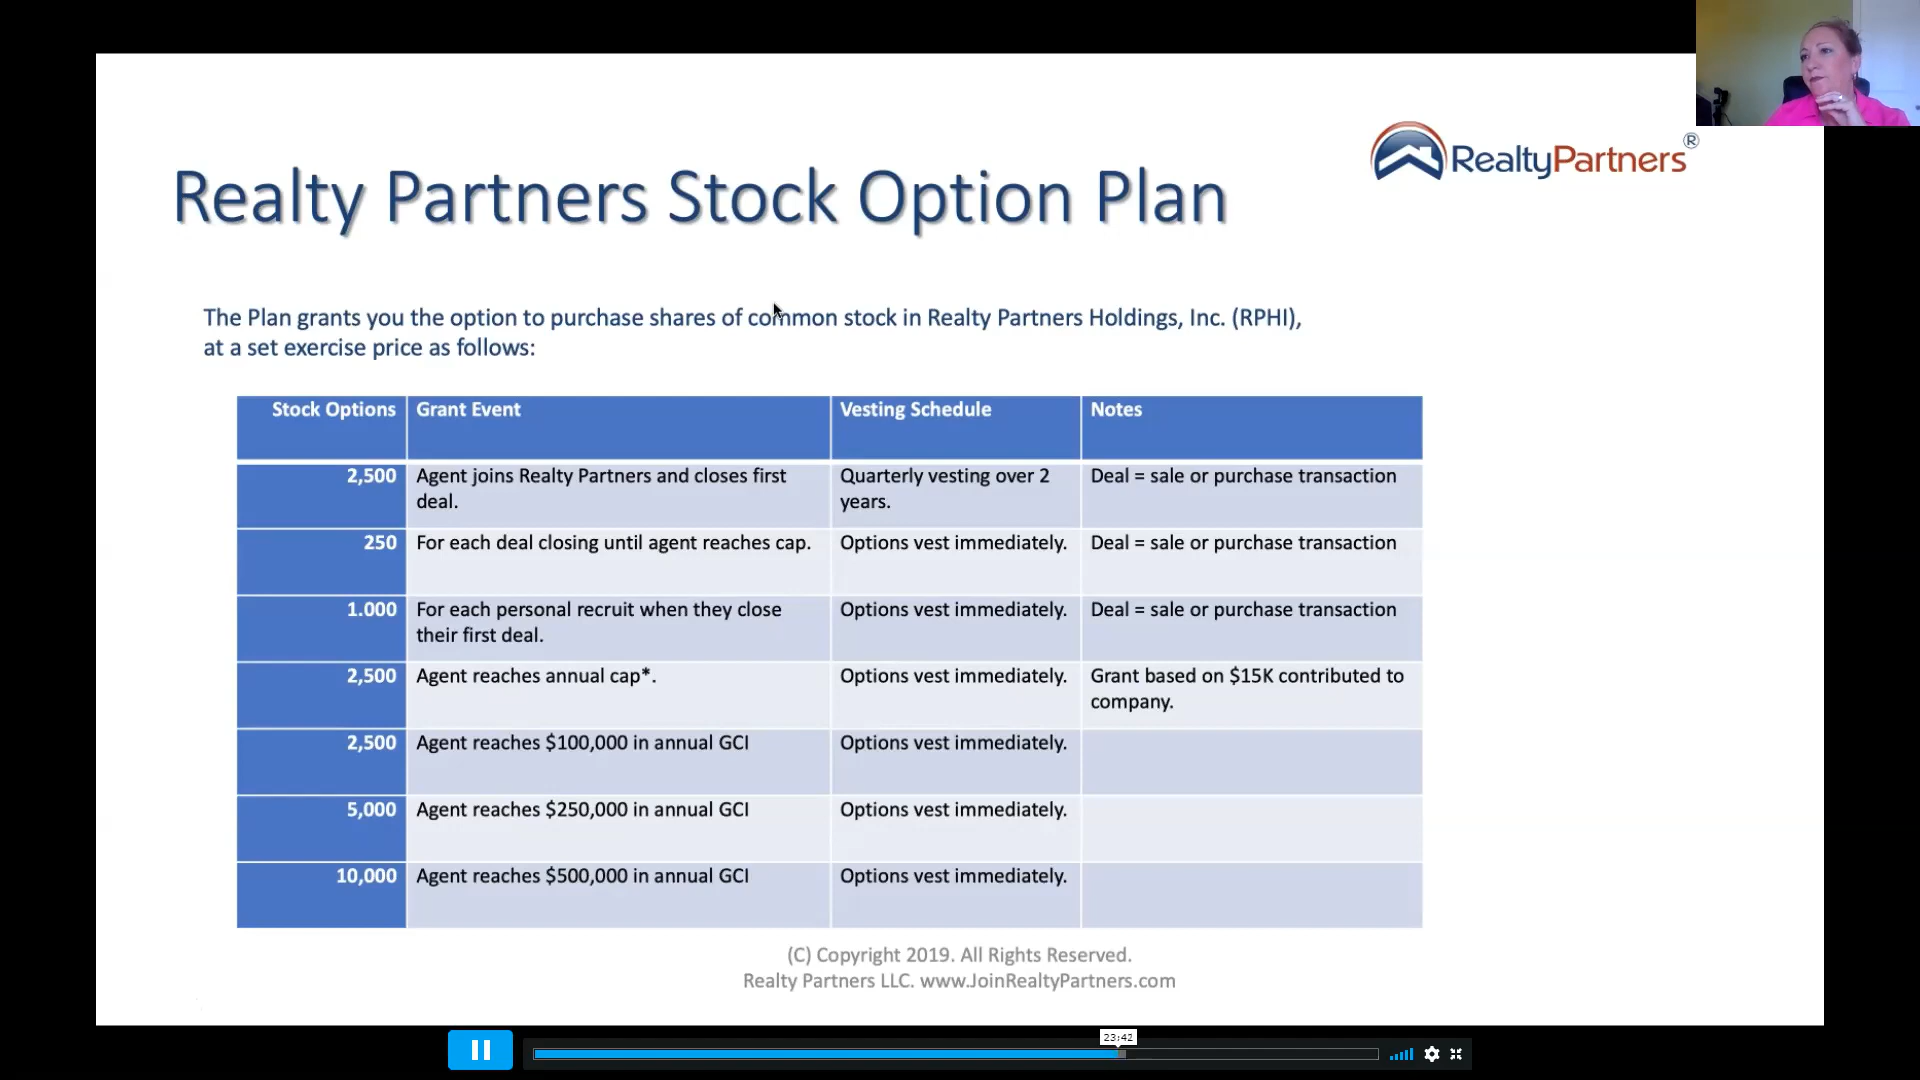 RealtyPartners®
Realty Partners Stock Option Plan
The Plan grants you the option to purchase shares of common stock in Realty Partners Holdings, Inc. (RPHI),
at a set exercise price as follows:
Stock Options Grant Event Vesting Schedule Notes
2,500 Agent joins Realty Partners and closes first Quarterly vesting over 2 Deal = sale or purchase transaction
deal. years.
250 For each deal closing until agent reaches cap. Options vest immediately. Deal = sale or purchase transaction
1.000 For each personal recruit when they close Options vest immediately. Deal = sale or purchase transaction
their first deal.
2,500 Agent reaches annual cap*. Options vest immediately. Grant based on $15K contributed to
company.
2,500 Agent reaches $100,000 in annual GCI Options vest immediately.
5,000 Agent reaches $250,000 in annual GCI Options vest immediately.
10,000 Agent reaches $500,000 in annual GCI Options vest immediately.
(C) Copyright 2019. All Rights Reserved.
Realty Partners LLC. www.JoinRealtyPartners.com
23:42